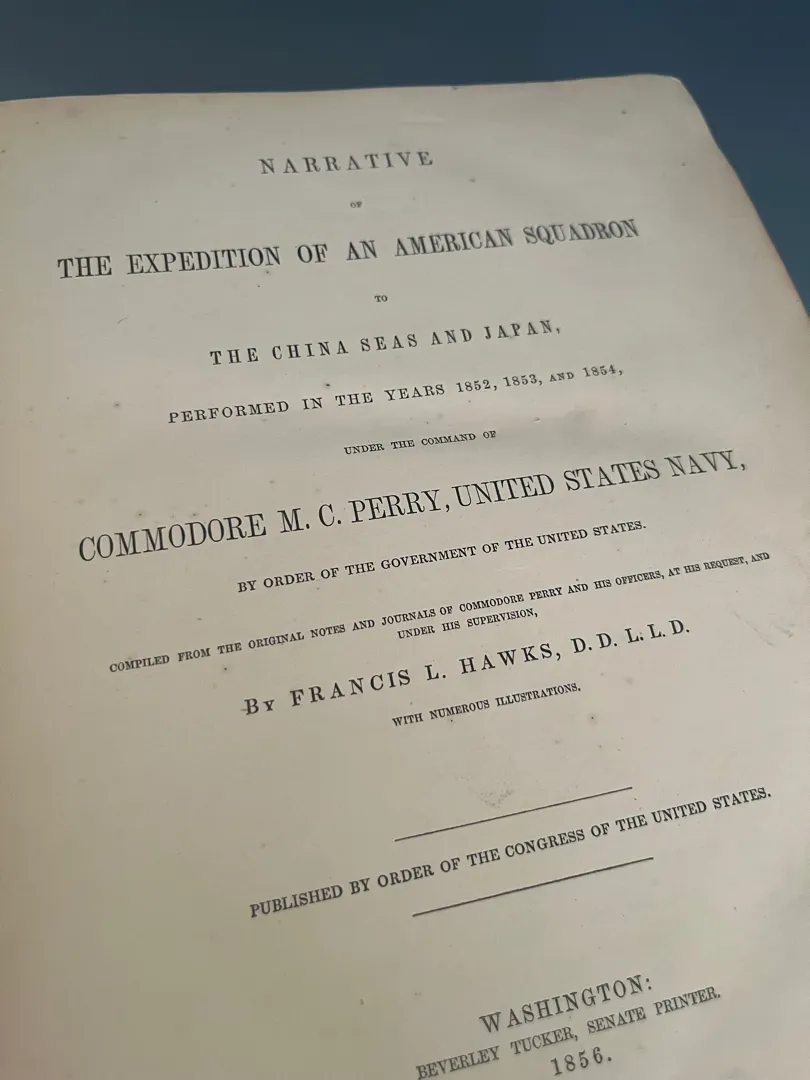 NARRATIVE
OF
THE EXPEDITION OF AN AMERICAN SQUADRON
TO
THE CHINA SEAS AND JAPAN,
PERFORMED IN THE YEARS 1852, 1853, AND 1854,
UNDER THE COMMAND OF
COMMODORE M. C. PERRY, UNITED STATES NAVY,
BY ORDER OF THE GOVERNMENT OF THE UNITED STATES.
COMPILED FROM THE ORIGINAL NOTES AND JOURNALS OF COMMODORE PERRY AND HIS OFFICERS, AT HIS REQUEST, AND
UNDER HIS SUPERVISION,
BY FRANCIS L. HAWKS, D. D. L. L. D.
WITH NUMEROUS ILLUSTRATIONS.
PUBLISHED BY ORDER OF THE CONGRESS OF THE UNITED STATES.
WASHINGTON:
BEVERLEY TUCKER, SENATE PRINTER.
1856.